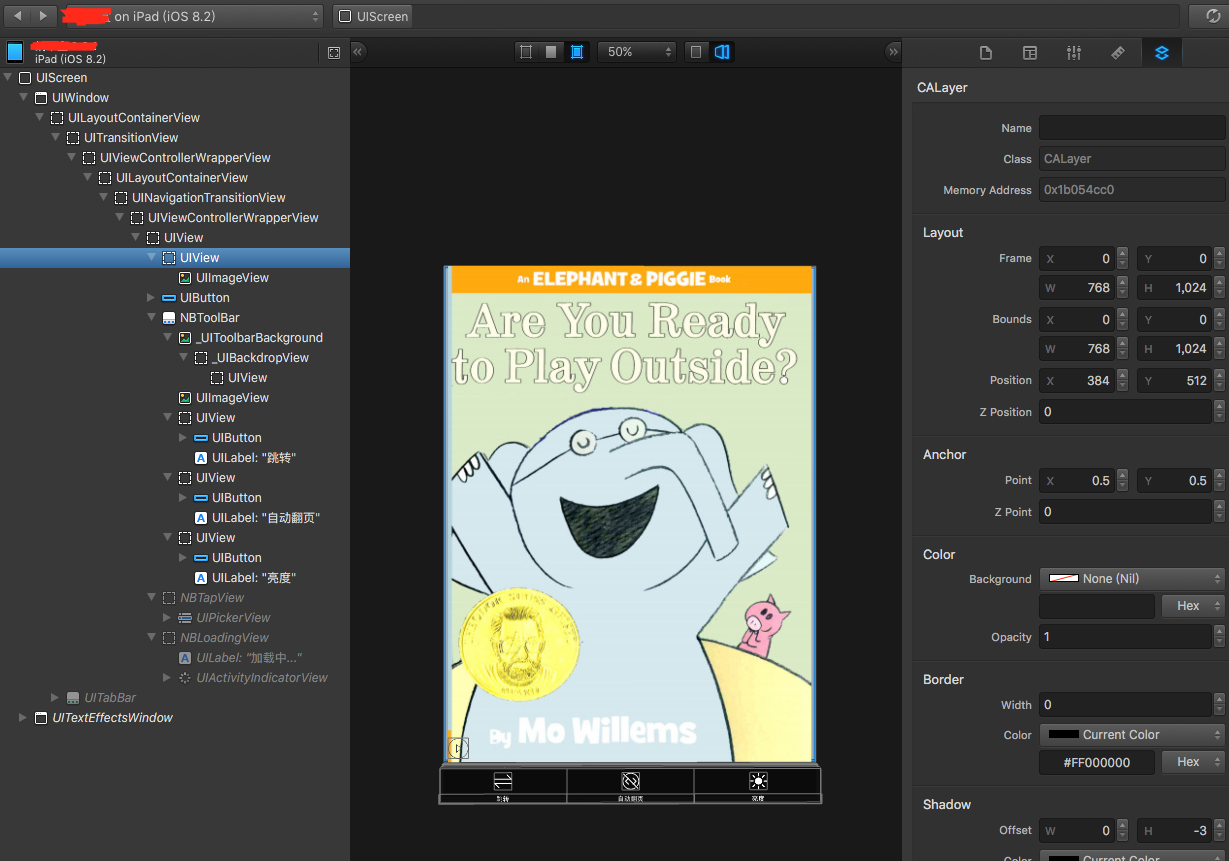 on iPad (iOS 8.2)
UIScreen
iPad (iOS 8.2)
50%
UIScreen
UIWindow
UILayoutContainerView
UITransitionView
UIViewControllerWrapperView
UILayoutContainerView
UINavigationTransitionView
UIViewControllerWrapperView
UIView
UIView
UIImageView
UIButton
NBToolBar
_UIToolbarBackground
_UIBackdropView
UIView
UIImageView
UIView
UIButton
UILabel: "跳转"
UIView
UIButton
UILabel: "自动翻页"
UIView
UIButton
UILabel: "亮度"
NBTapView
UIPickerView
NBLoadingView
UILabel: "加载中..."
UIActivityIndicatorView
UITabBar
UITextEffectsWindow
An ELEPHANT & PIGGIE Book
Are You Ready
to Play Outside?
By Mo Willems
跳转 自动翻页 亮度
CALayer
Name
Class CALayer
Memory Address 0x1b054cc0
Layout
Frame X 0 Y 0
W 768 H 1,024
Bounds X 0 Y 0
W 768 H 1,024
Position X 384 Y 512
Z Position 0
Anchor
Point X 0.5 Y 0.5
Z Point 0
Color
Background None (Nil)
Hex
Opacity 1
Border
Width 0
Color Current Color
#FF000000 Hex
Shadow
Offset W 0 H -3
Color Current Color